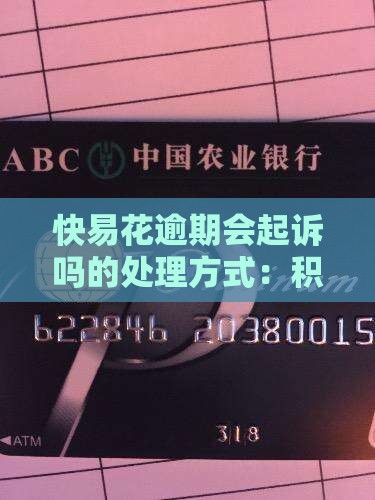 ABC 中国农业银行
快易花逾期会起诉
吗的处理方式：积
622846 20380015
◀ATM
318